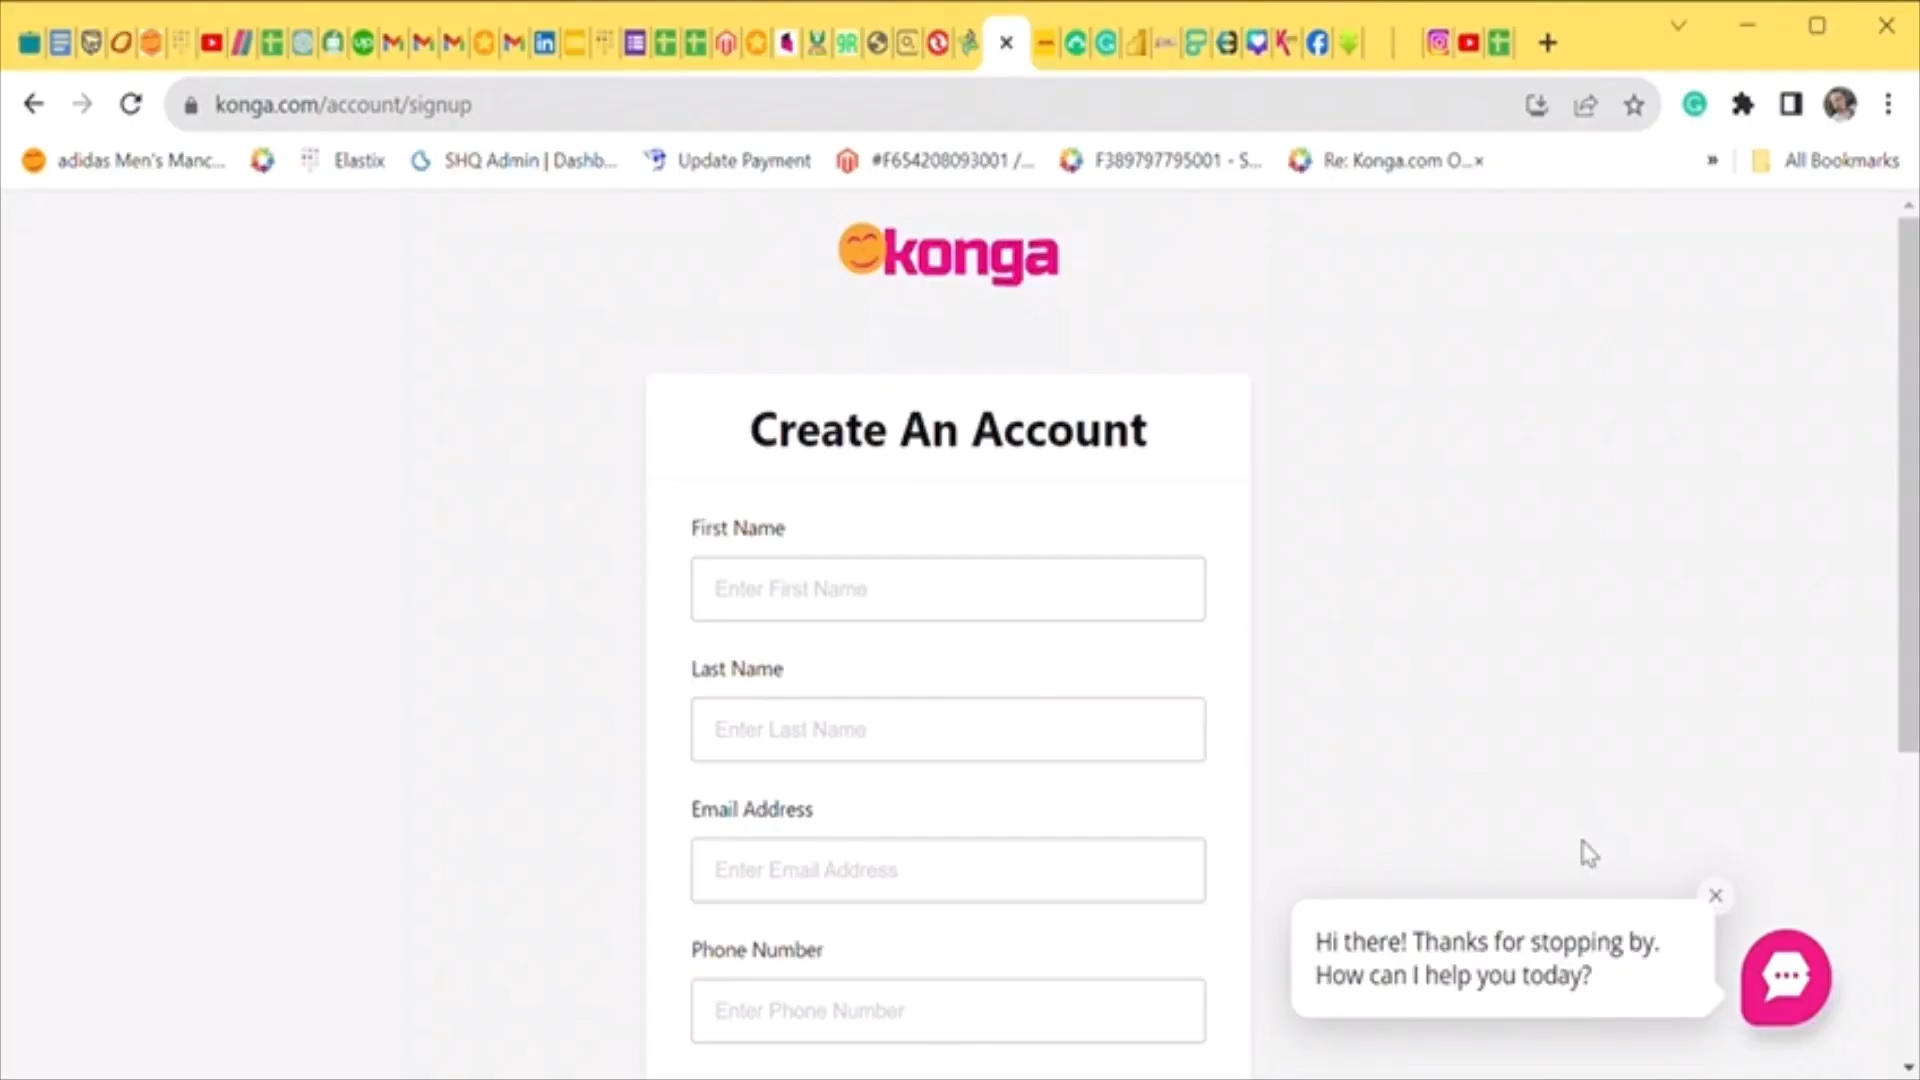 konga.com/account/signup
adidas Men's Manc...
Elastix
SHQ Admin | Dashb...
Update Payment
#F654208093001 /...
F389797795001 - S...
Re: Konga.com O...
»
All Bookmarks
konga
Create An Account
First Name
Enter First Name
Last Name
Enter Last Name
Email Address
Enter Email Address
Phone Number
Enter Phone Number
Hi there! Thanks for stopping by.
How can I help you today?